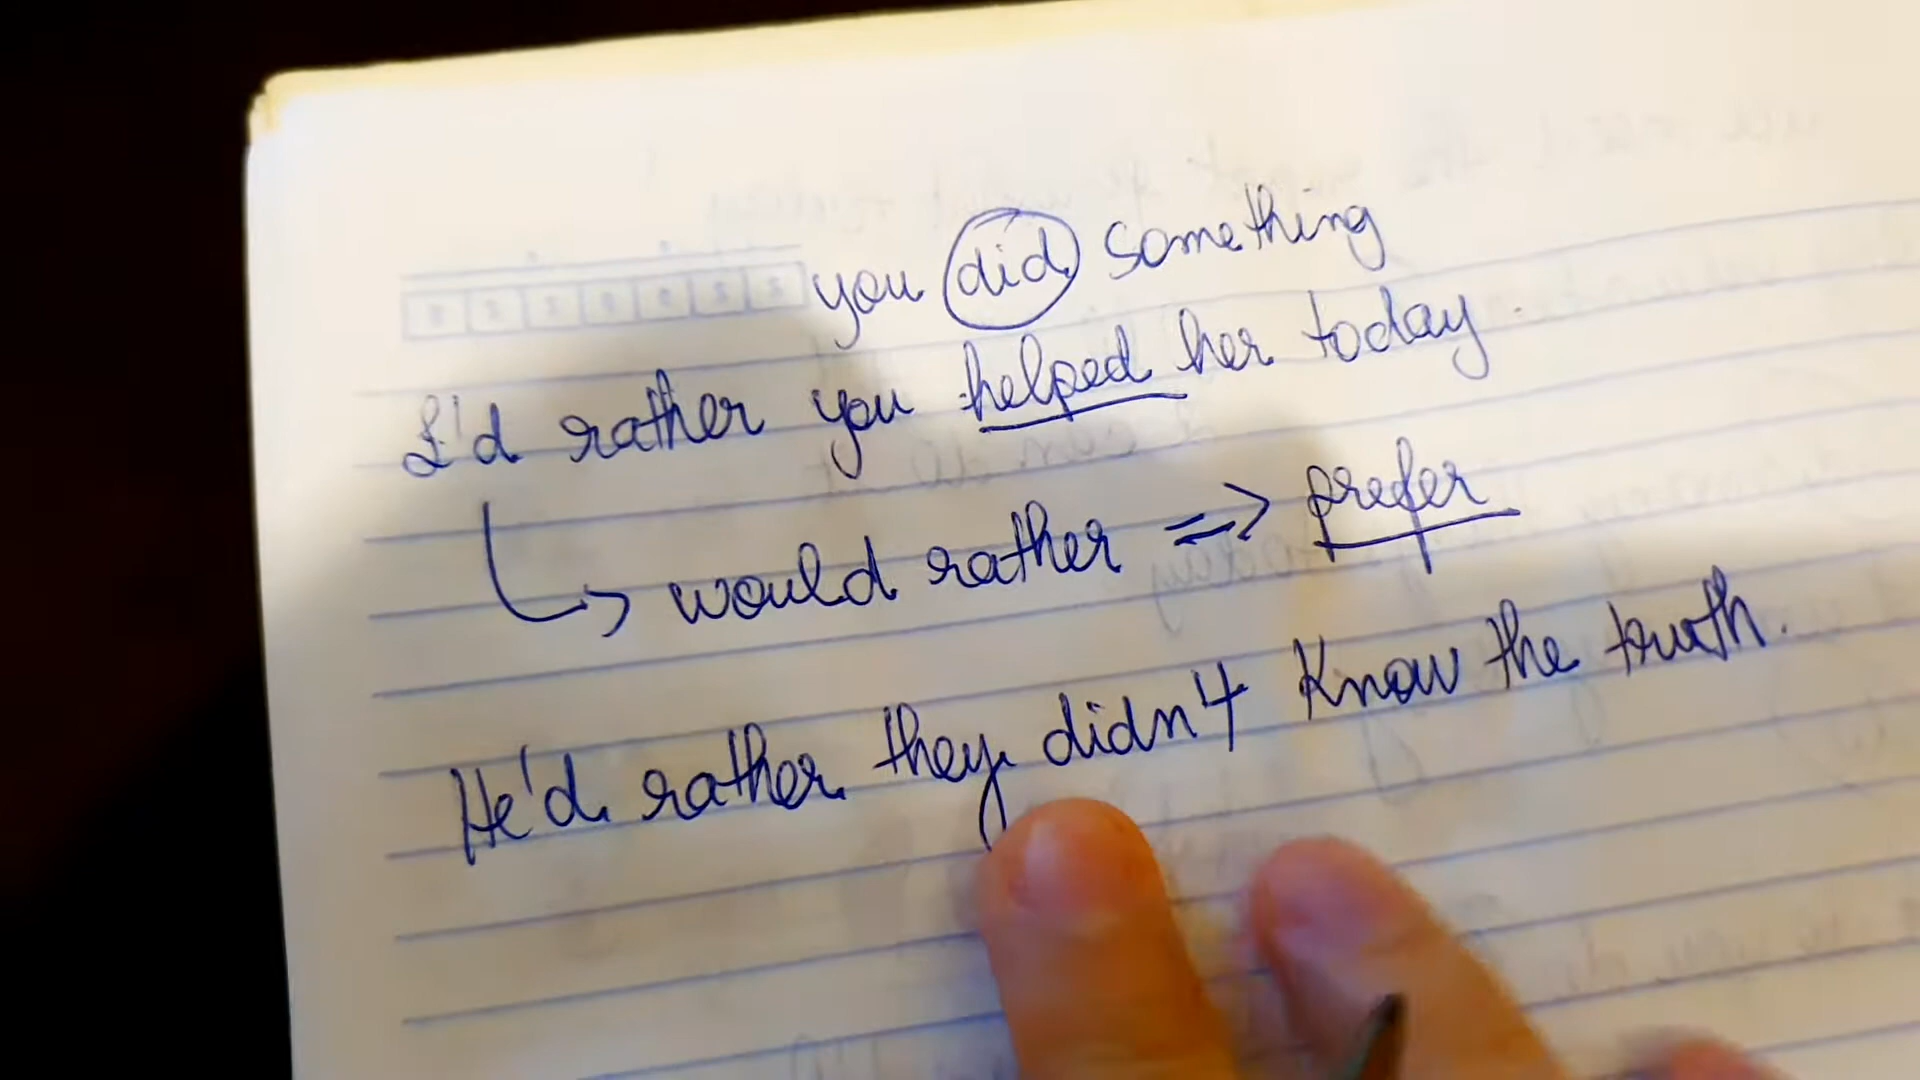 you did something
I'd rather you helped her today.
↳ would rather => prefer
He'd rather they didn't know the truth.